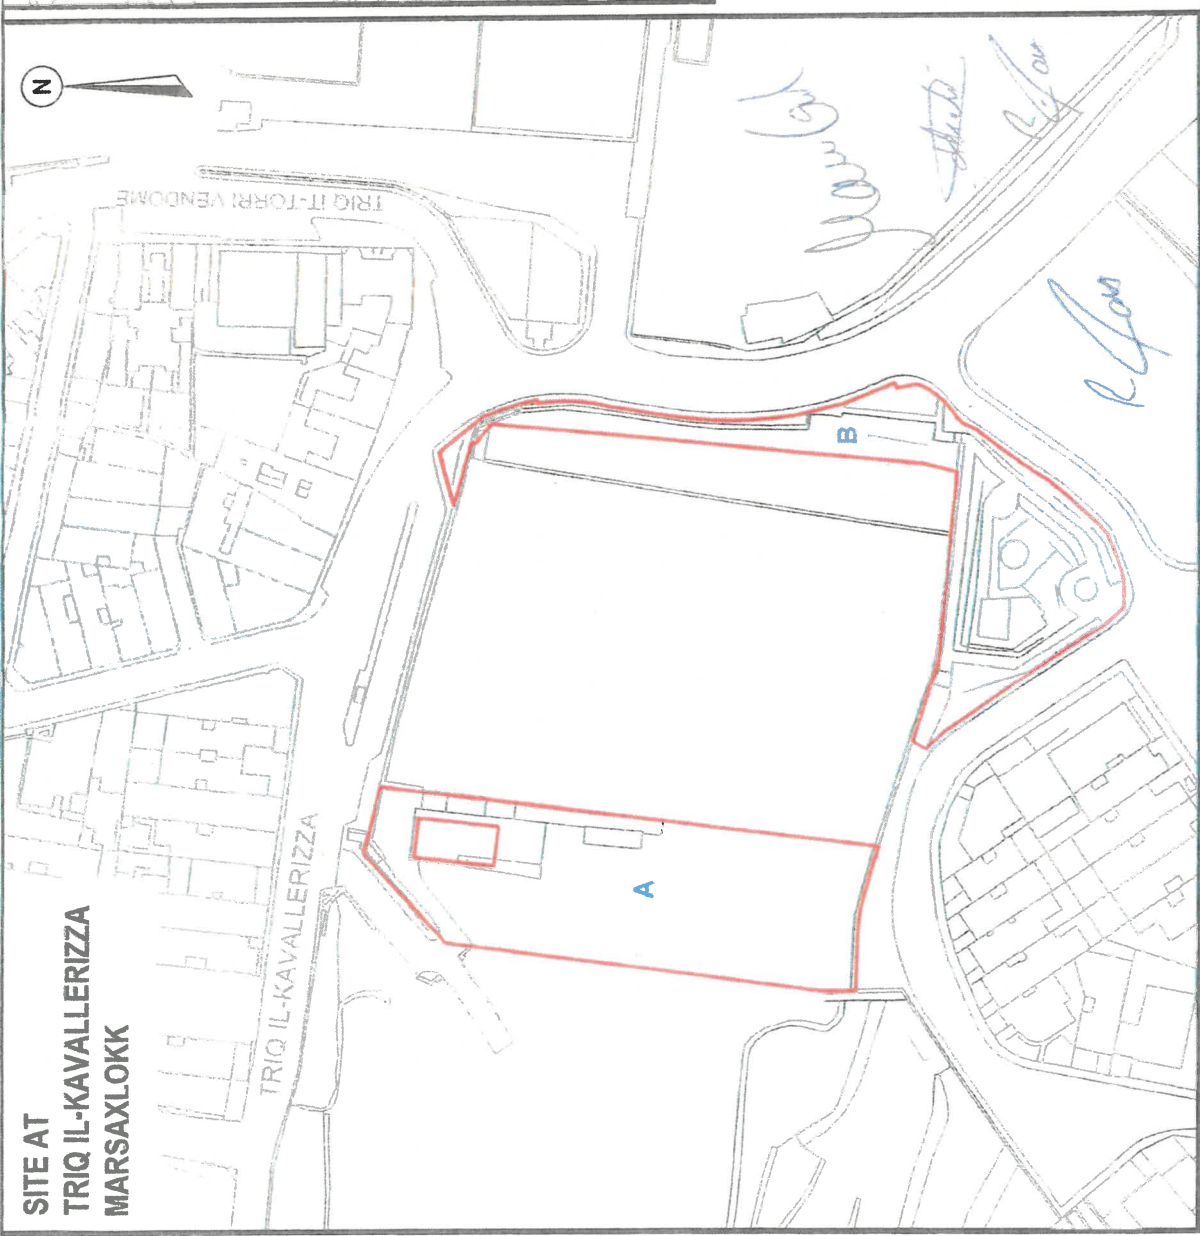 SITE AT
TRIQ IL-KAVALLERIZZA
MARSAXLOKK
N
TRIQ IT-TORRI VENDOME
TRIQ IL-KAVALLERIZZA
A
B